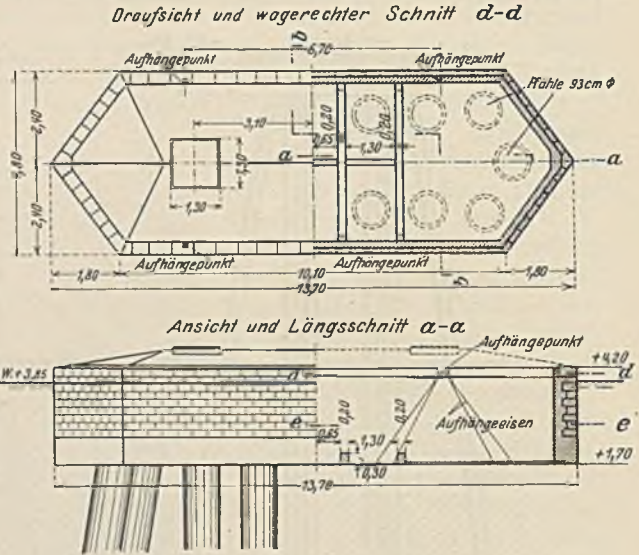 Draufsicht und wagerechter Schnitt d-d
b
6,70
Aufhängepunkt
Aufhängepunkt
Pfähle 93cm Φ
2,40
0,20
0,20
3,10
0,65
1,30
1,30
4,80
a
a
1,30
2,40
Aufhängepunkt
Aufhängepunkt
b
1,80
10,10
1,80
13,70
Ansicht und Längsschnitt a-a
Aufhängepunkt
W.+3,85
+4,20
d
d
0,20
0,20
e
Aufhängeeisen
e
0,65
1,30
+1,70
0,30
13,70